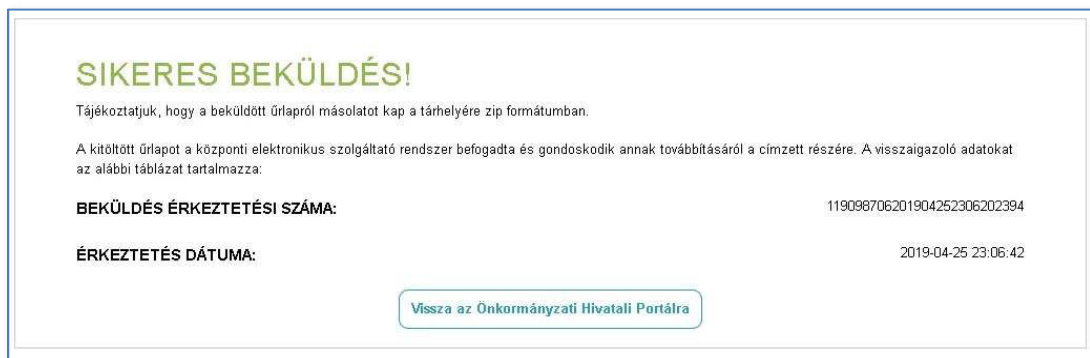 SIKERES BEKÜLDÉS!
Tájékoztatjuk, hogy a beküldött űrlapról másolatot kap a tárhelyére zip formátumban.
A kitöltött űrlapot a központi elektronikus szolgáltató rendszer befogadta és gondoskodik annak továbbításáról a címzett részére. A visszaigazoló adatokat
az alábbi táblázat tartalmazza:
BEKÜLDÉS ÉRKEZTETÉSI SZÁMA: 119098706201904252306202394
ÉRKEZTETÉS DÁTUMA: 2019-04-25 23:06:42
Vissza az Önkormányzati Hivatali Portálra